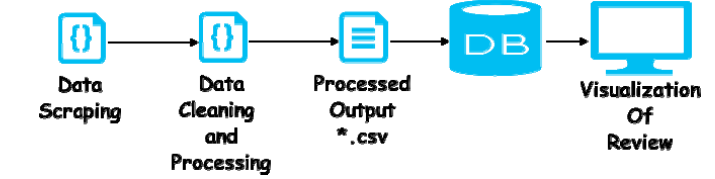 {}
{}
DB
Data
Scraping
Data
Cleaning
and
Processing
Processed
Output
*.csv
Visualization
Of
Review